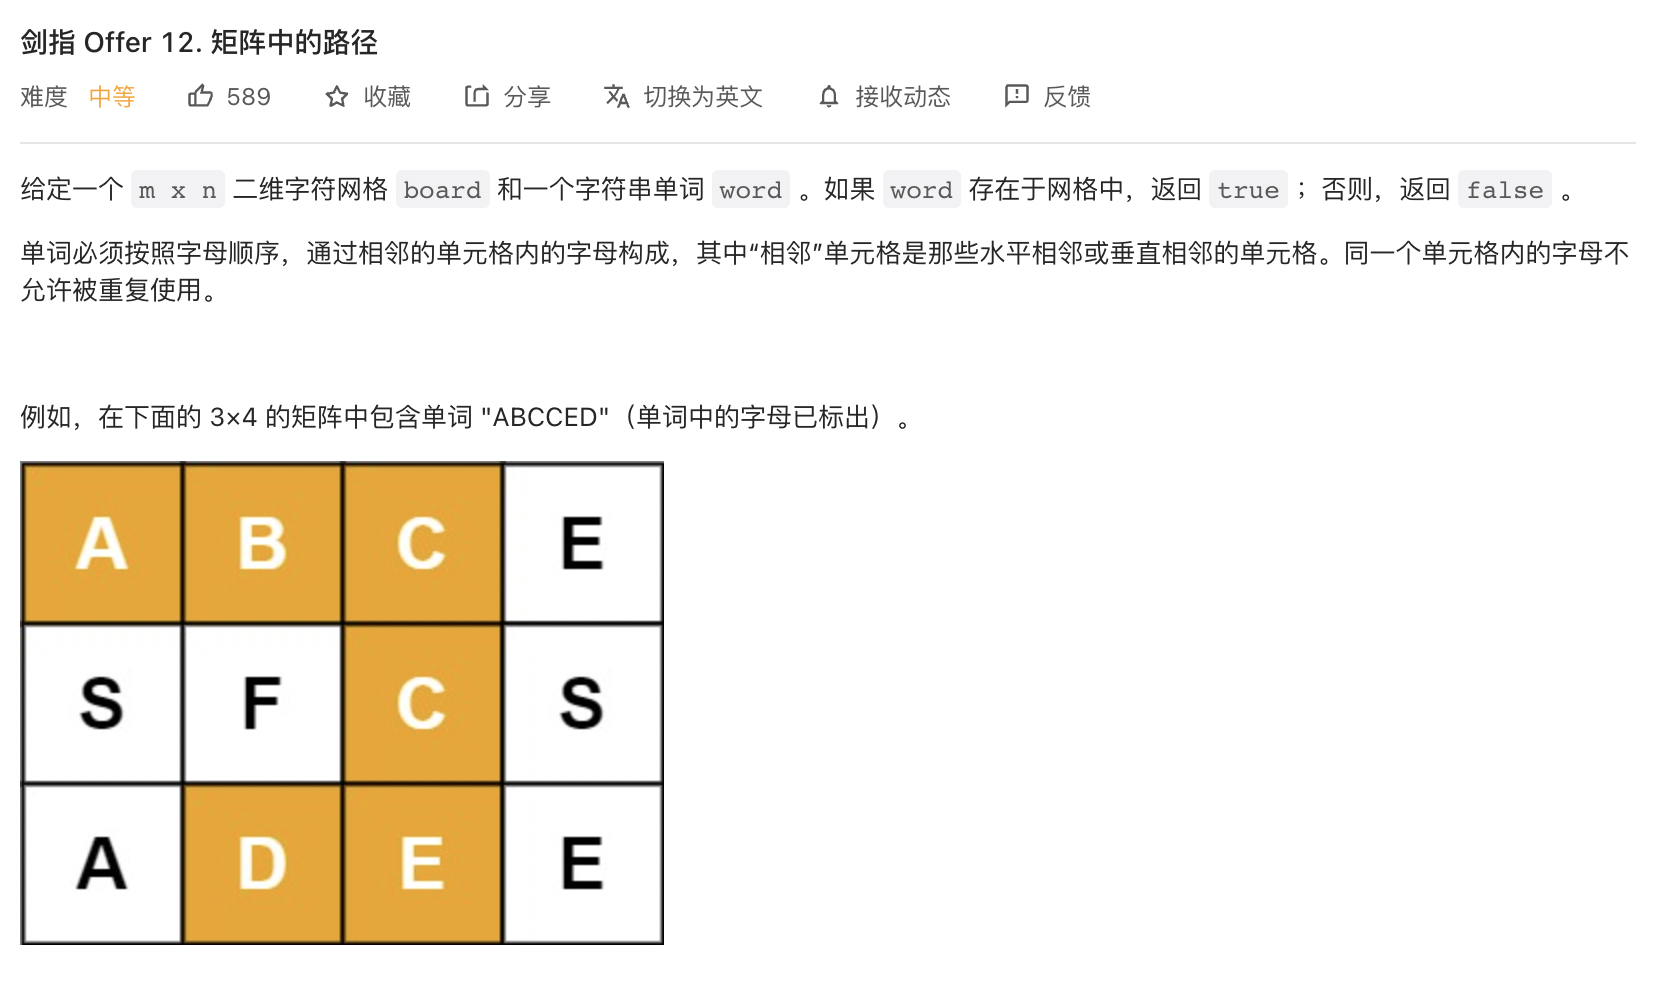 剑指 Offer 12. 矩阵中的路径
难度 中等 589 收藏 分享 切换为英文 接收动态 反馈
给定一个 m x n 二维字符网格 board 和一个字符串单词 word 。如果 word 存在于网格中，返回 true ；否则，返回 false 。
单词必须按照字母顺序，通过相邻的单元格内的字母构成，其中“相邻”单元格是那些水平相邻或垂直相邻的单元格。同一个单元格内的字母不
允许被重复使用。
例如，在下面的 3×4 的矩阵中包含单词 "ABCCED"（单词中的字母已标出）。
A B C E
S F C S
A D E E